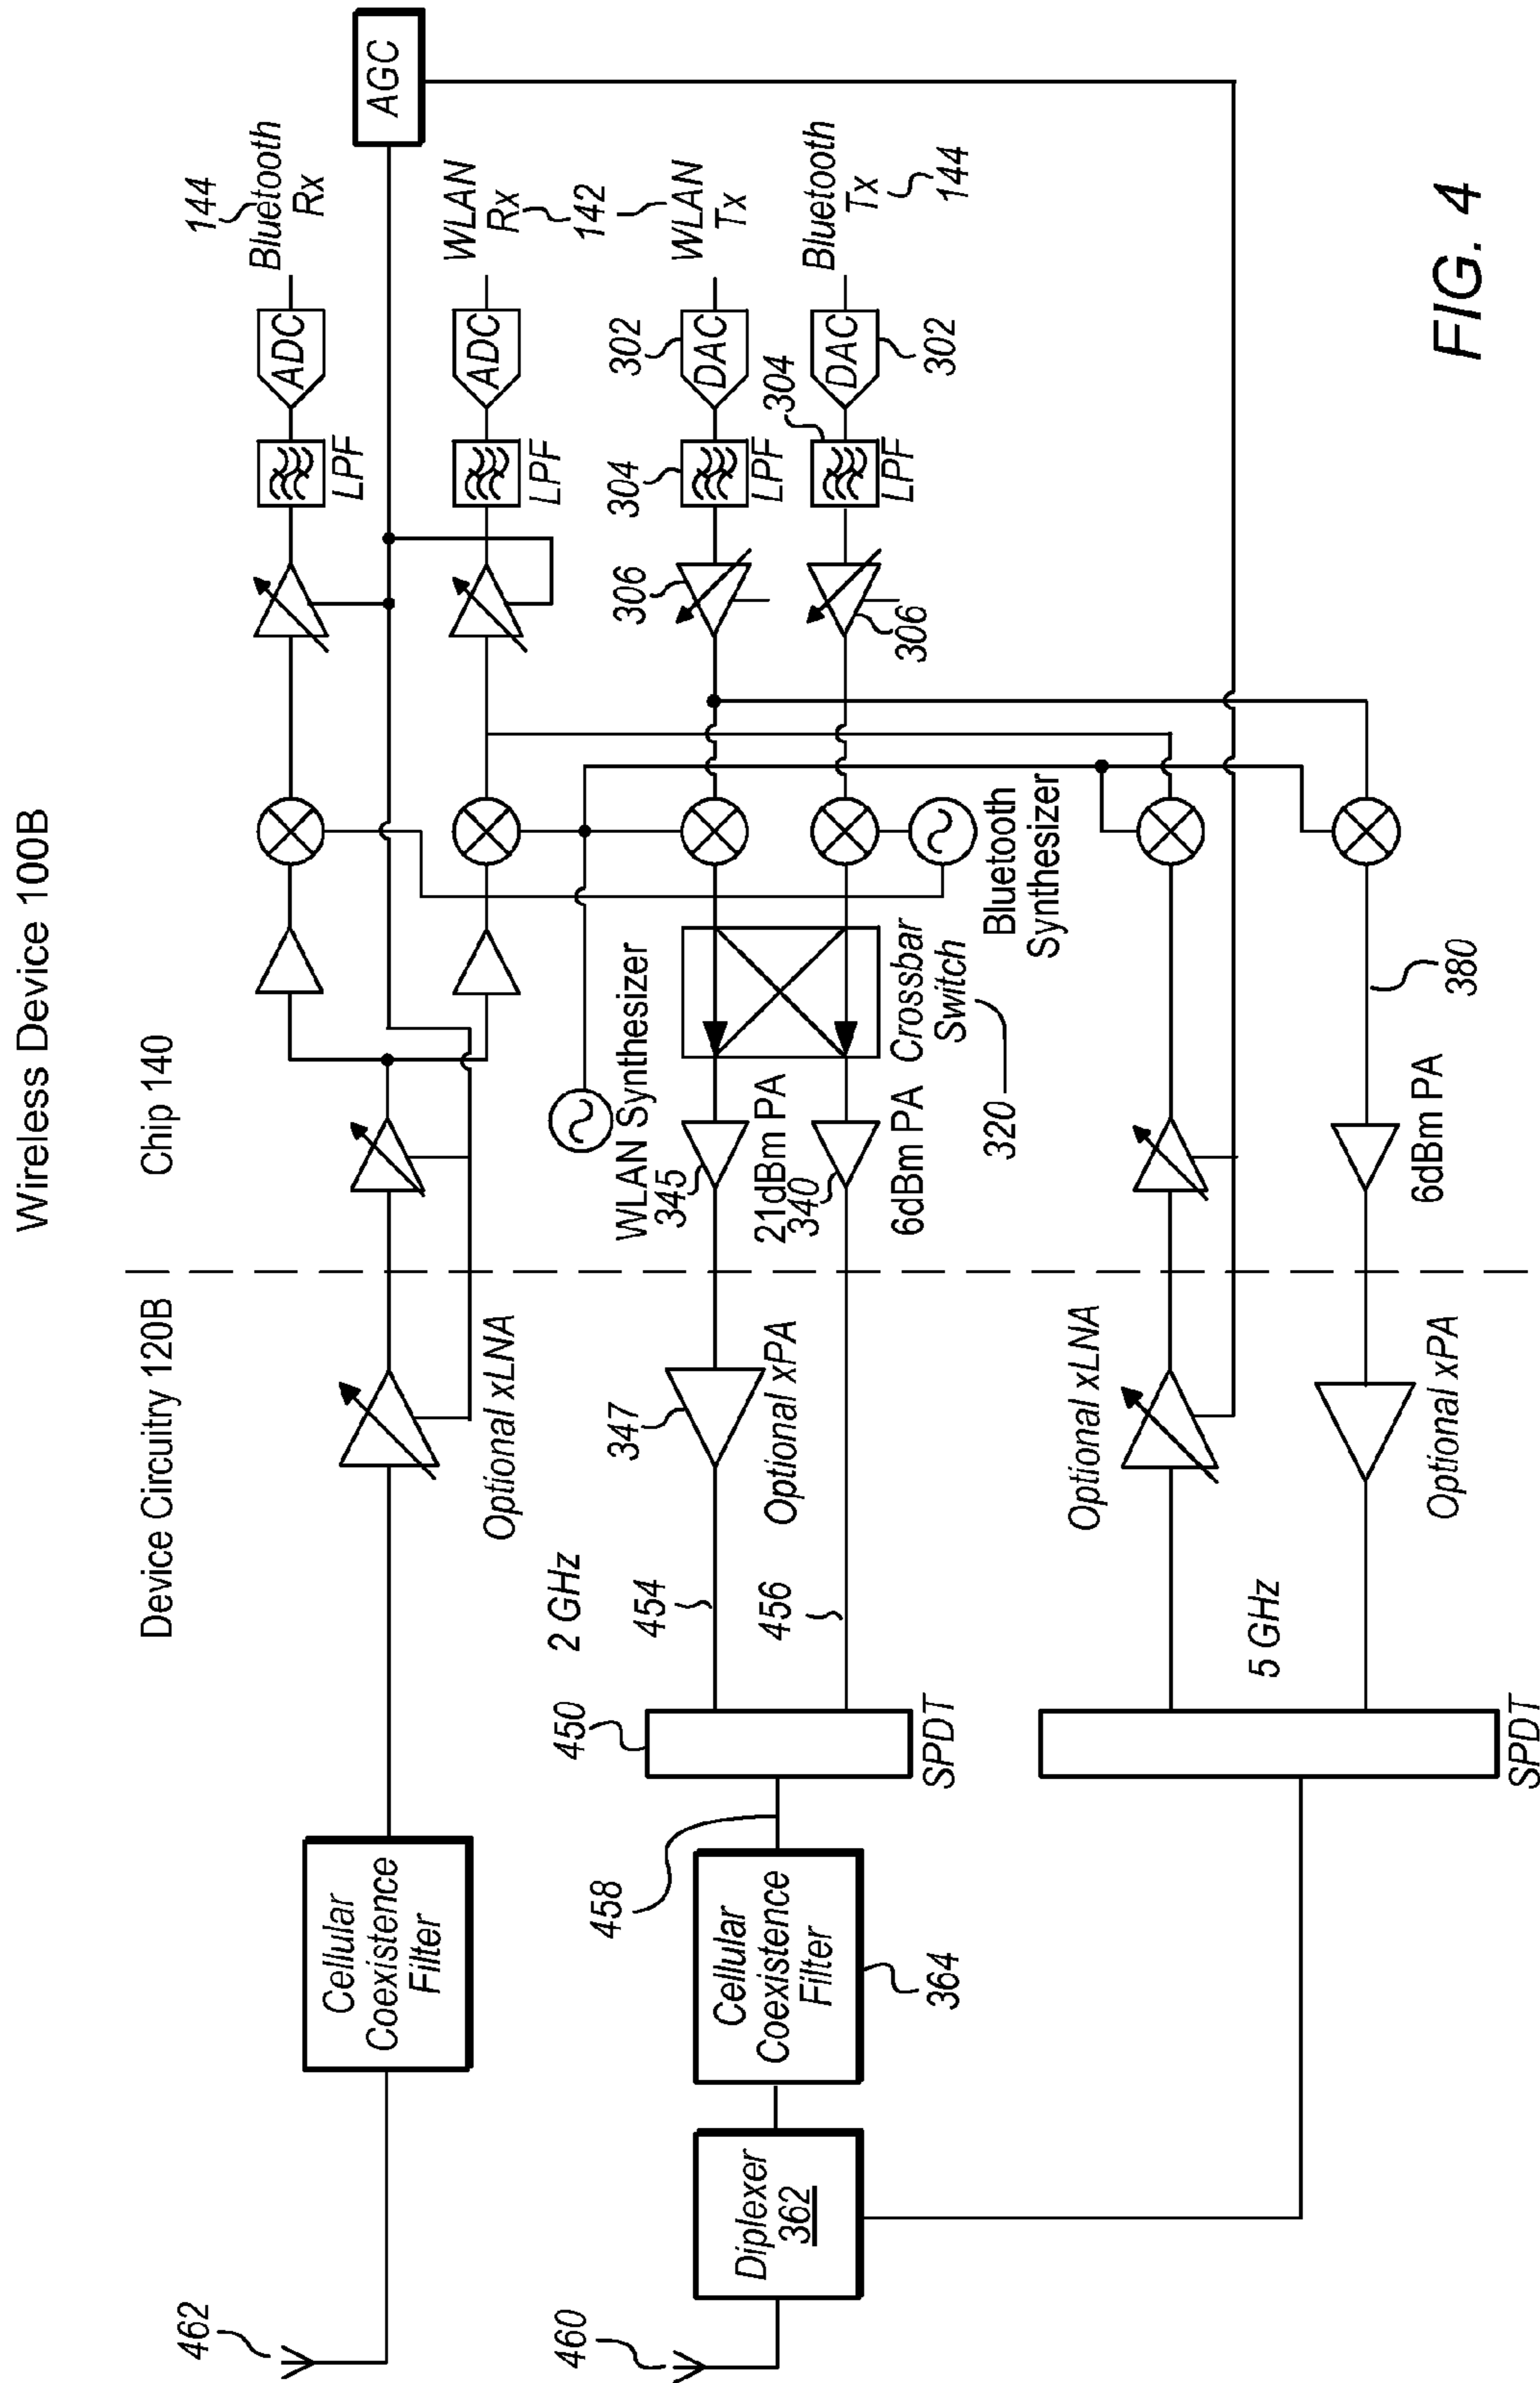 Wireless Device 100B
Device Circuitry 120B
Chip 140
462
Cellular
Coexistence
Filter
Optional xLNA
144
Bluetooth
Rx
ADC
LPF
AGC
WLAN
Rx
142
ADC
LPF
WLAN Synthesizer
460
Diplexer
362
Cellular
Coexistence
Filter
364
458
450
SPDT
2 GHz
454
456
347
Optional xPA
345
21dBm PA
340
6dBm PA
Crossbar
Switch
320
Bluetooth
Synthesizer
306
306
304
LPF
304
LPF
302
DAC
DAC
302
WLAN
Tx
Bluetooth
Tx
144
SPDT
5 GHz
Optional xLNA
Optional xPA
6dBm PA
380
FIG. 4